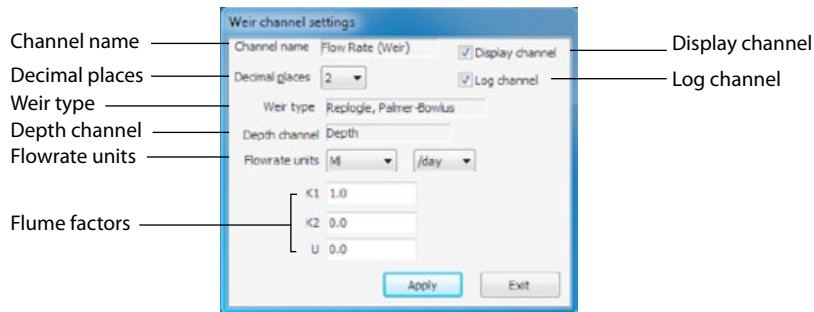 Weir channel settings
Channel name
Channel name
Flow Rate (Weir)
Display channel
Display channel
Decimal places
Decimal places
2
Log channel
Log channel
Weir type
Weir type
Replogle, Palmer-Bowlus
Depth channel
Depth channel
Depth
Flowrate units
Flowrate units
Ml
/day
Flume factors
K1
1.0
K2
0.0
U
0.0
Apply
Exit